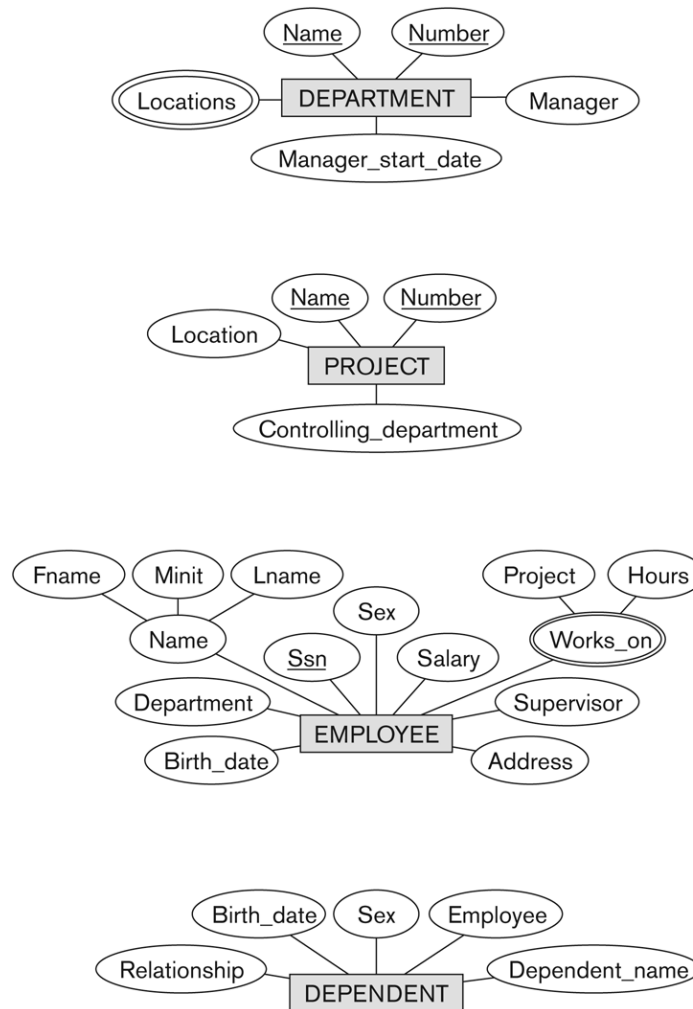 Name
Number
Locations
DEPARTMENT
Manager
Manager_start_date
Name
Number
Location
PROJECT
Controlling_department
Fname
Minit
Lname
Project
Hours
Sex
Name
Works_on
Ssn
Salary
Department
Supervisor
EMPLOYEE
Birth_date
Address
Birth_date
Sex
Employee
Relationship
Dependent_name
DEPENDENT